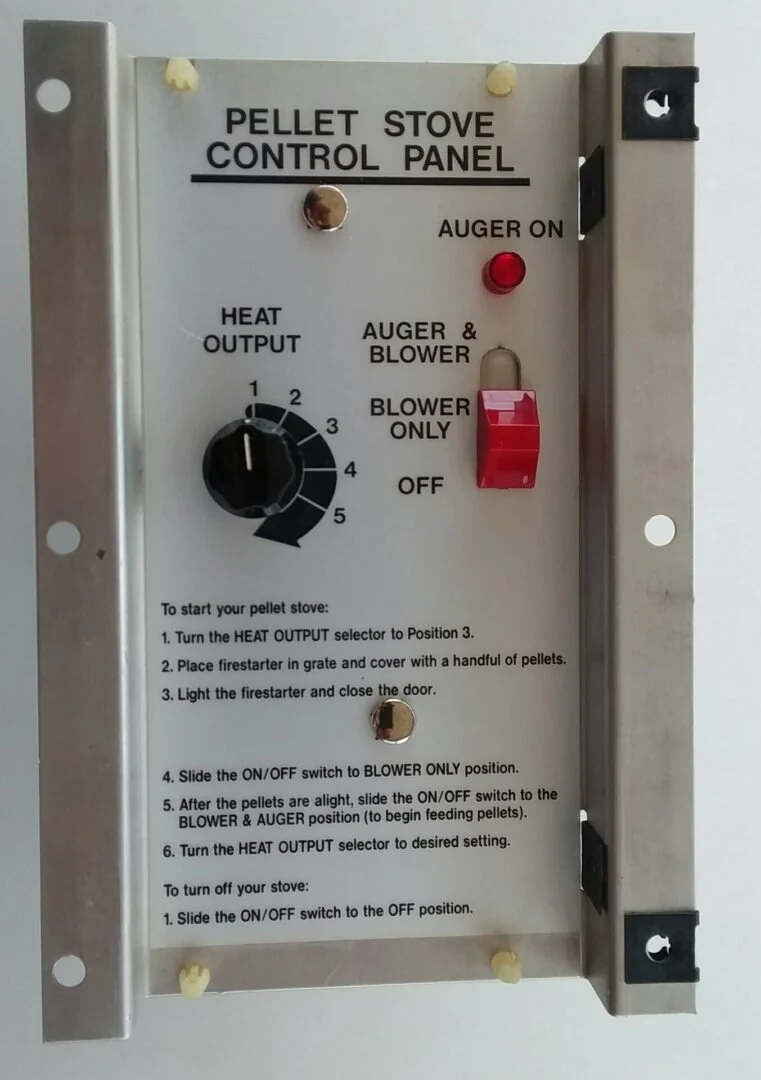 PELLET STOVE
CONTROL PANEL
AUGER ON
HEAT
OUTPUT
1
2
3
4
5
AUGER &
BLOWER
BLOWER
ONLY
OFF
To start your pellet stove:
1. Turn the HEAT OUTPUT selector to Position 3.
2. Place firestarter in grate and cover with a handful of pellets.
3. Light the firestarter and close the door.
4. Slide the ON/OFF switch to BLOWER ONLY position.
5. After the pellets are alight, slide the ON/OFF switch to the
BLOWER & AUGER position (to begin feeding pellets).
6. Turn the HEAT OUTPUT selector to desired setting.
To turn off your stove:
1. Slide the ON/OFF switch to the OFF position.